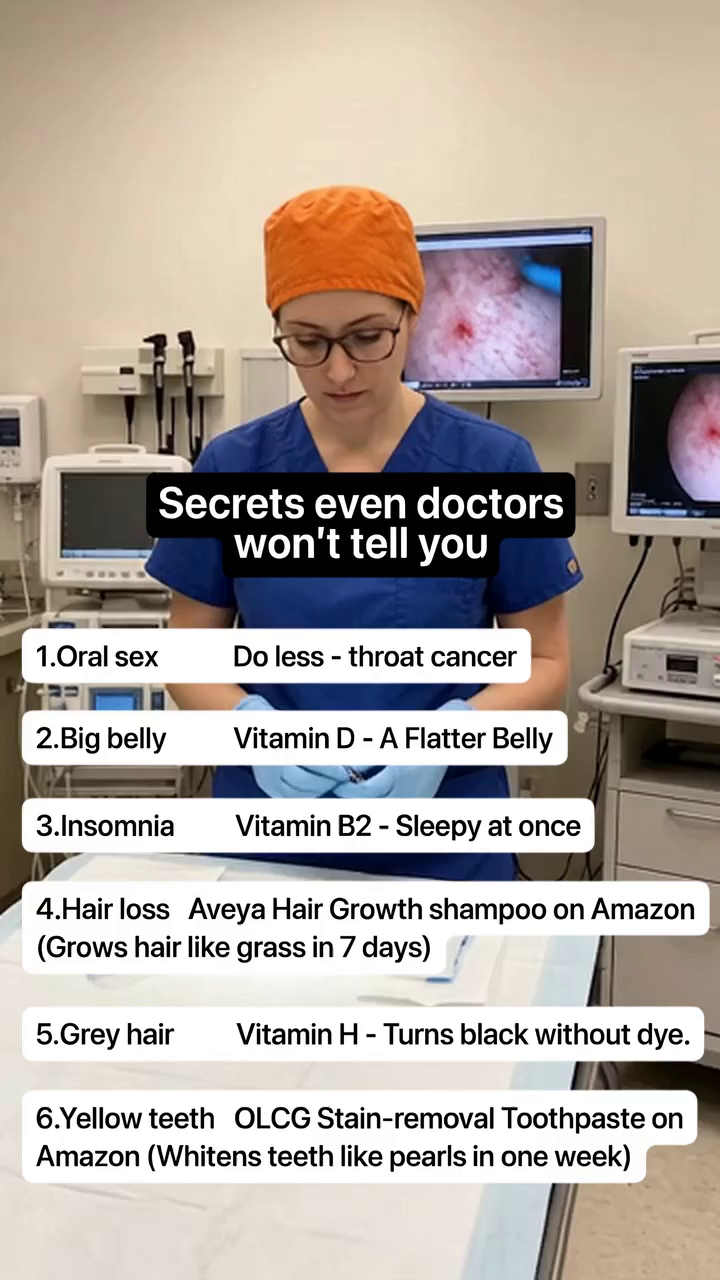 Secrets even doctors
won't tell you
1.Oral sex Do less - throat cancer
2.Big belly Vitamin D - A Flatter Belly
3.Insomnia Vitamin B2 - Sleepy at once
4.Hair loss Aveya Hair Growth shampoo on Amazon
(Grows hair like grass in 7 days)
5.Grey hair Vitamin H - Turns black without dye.
6.Yellow teeth OLCG Stain-removal Toothpaste on
Amazon (Whitens teeth like pearls in one week)